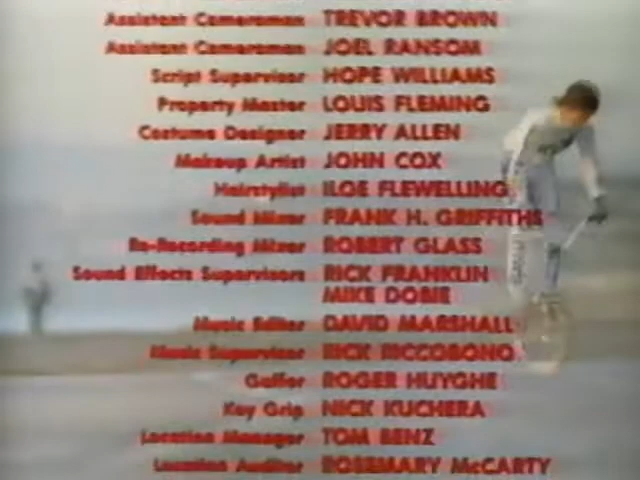 Assistant Cameraman TREVOR BROWN
Assistant Cameraman JOEL RANSOM
Script Supervisor HOPE WILLIAMS
Property Master LOUIS FLEMING
Costume Designer JERRY ALLEN
Makeup Artist JOHN COX
Hairstylist ILOE FLEWELLING
Sound Mixer FRANK H. GRIFFITHS
Re-Recording Mixer ROBERT GLASS
Sound Effects Supervisors RICK FRANKLIN
MIKE DOBIE
Music Editor DAVID MARSHALL
Music Supervisor RICK RICCOBONO
Gaffer ROGER HUYGHE
Key Grip NICK KUCHERA
Location Manager TOM BENZ
Location Auditor ROSEMARY McCARTY